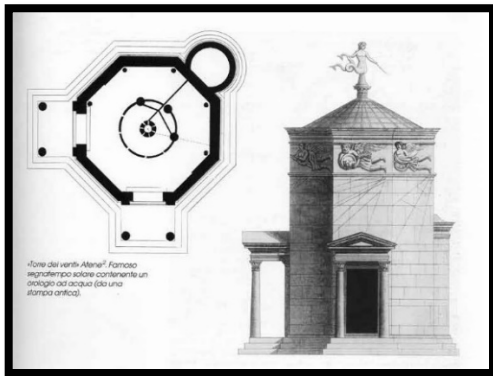 «Torre dei venti» Atene². Famoso
segnatempo solare contenente un
orologio ad acqua (da una
stampa antica).